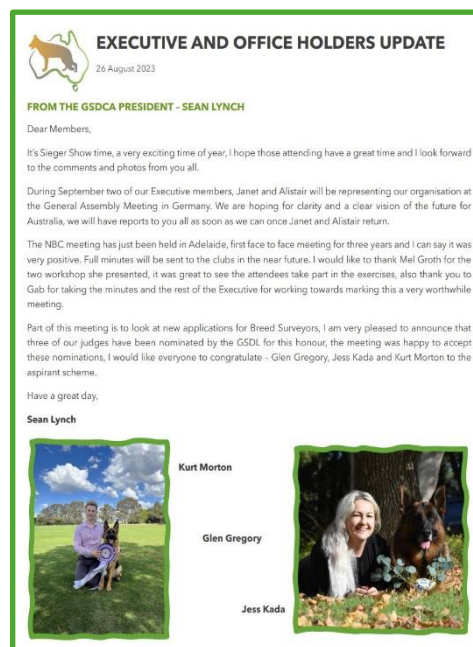 EXECUTIVE AND OFFICE HOLDERS UPDATE
26 August 2023
FROM THE GSDCA PRESIDENT - SEAN LYNCH
Dear Members,
It's Sieger Show time, a very exciting time of year, I hope those attending have a great time and I look forward
to the comments and photos from you all.
During September two of our Executive members, Janet and Alistair will be representing our organisation at
the General Assembly Meeting in Germany. We are hoping for clarity and a clear vision of the future for
Australia, we will have reports to you all as soon as we can once Janet and Alistair return.
The NBC meeting has just been held in Adelaide, first face to face meeting for three years and I can say it was
very positive. Full minutes will be sent to the clubs in the near future. I would like to thank Mel Groth for the
two workshop she presented, it was great to see the attendees take part in the exercises, also thank you to
Gab for taking the minutes and the rest of the Executive for working towards marking this a very worthwhile
meeting.
Part of this meeting is to look at new applications for Breed Surveyors, I am very pleased to announce that
three of our judges have been nominated by the GSDL for this honour, the meeting was happy to accept
these nominations, I would like everyone to congratulate - Glen Gregory, Jess Kada and Kurt Morton to the
aspirant scheme.
Have a great day,
Sean Lynch
Kurt Morton
Glen Gregory
Jess Kada